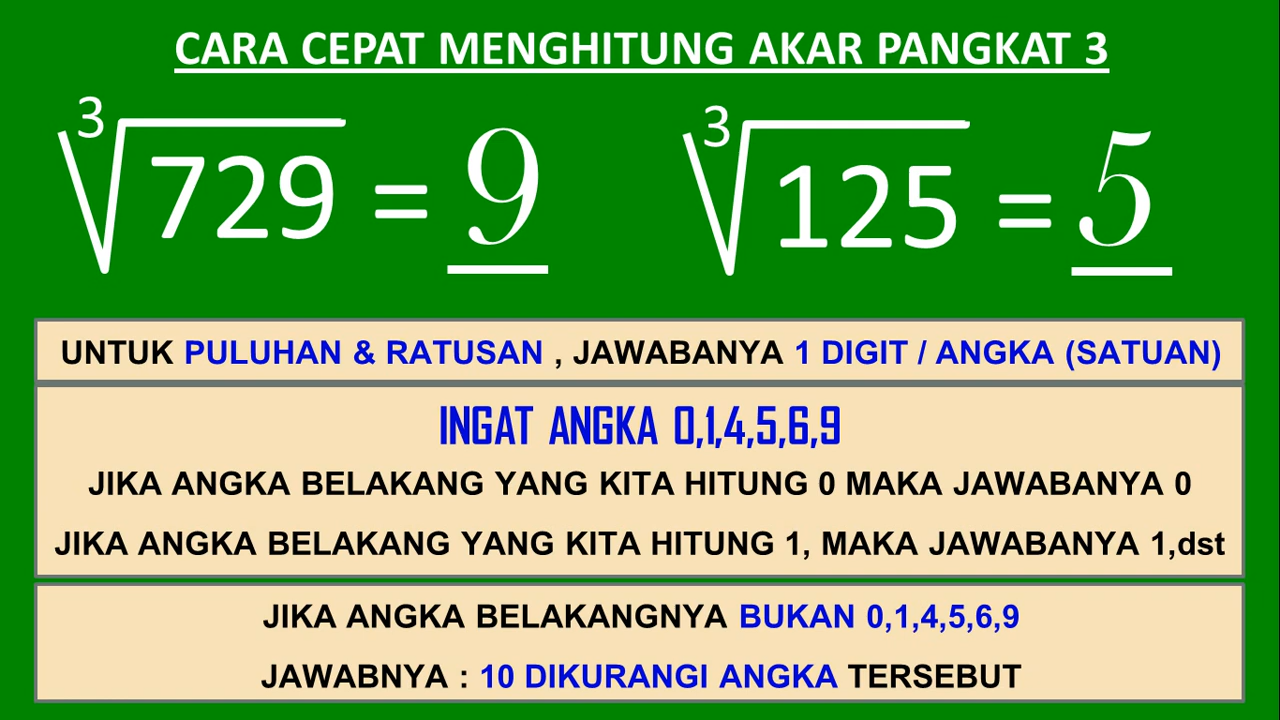 CARA CEPAT MENGHITUNG AKAR PANGKAT 3
∛729 = 9
∛125 = 5
UNTUK PULUHAN & RATUSAN , JAWABANYA 1 DIGIT / ANGKA (SATUAN)
INGAT ANGKA 0,1,4,5,6,9
JIKA ANGKA BELAKANG YANG KITA HITUNG 0 MAKA JAWABANYA 0
JIKA ANGKA BELAKANG YANG KITA HITUNG 1, MAKA JAWABANYA 1,dst
JIKA ANGKA BELAKANGNYA BUKAN 0,1,4,5,6,9
JAWABNYA : 10 DIKURANGI ANGKA TERSEBUT